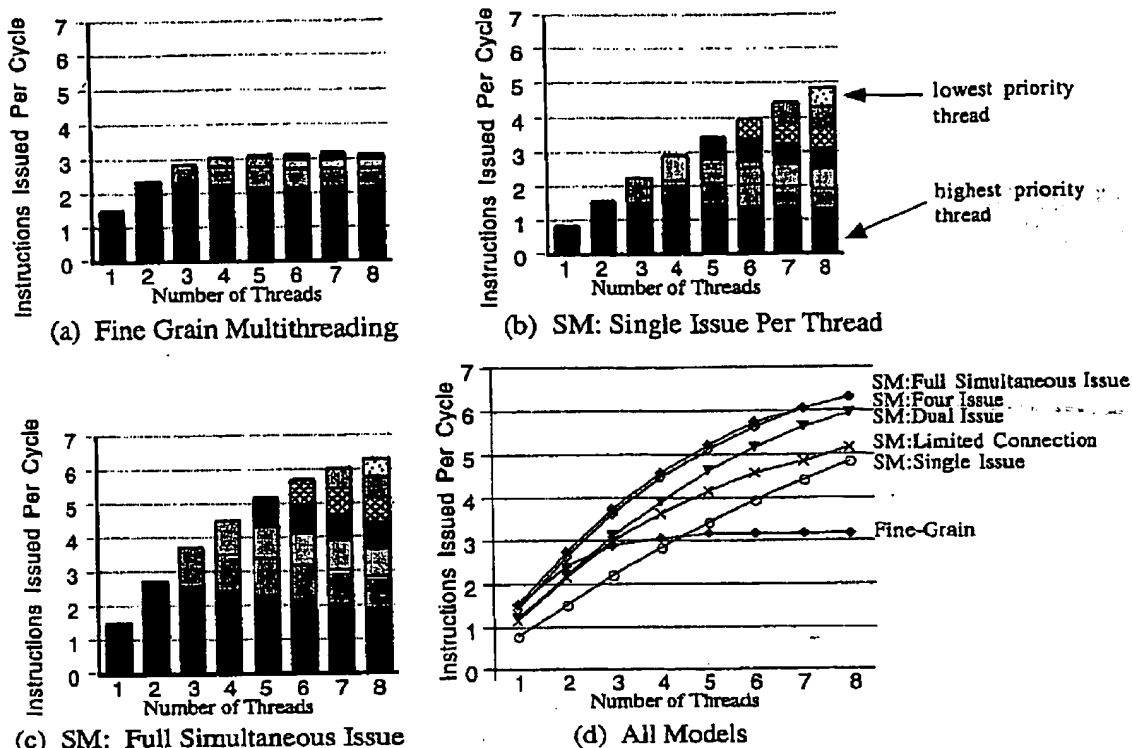 Instructions Issued Per Cycle
7
6
5
4
3
2
1
0
1 2 3 4 5 6 7 8
Number of Threads
(a) Fine Grain Multithreading
Instructions Issued Per Cycle
7
6
5
4
3
2
1
0
1 2 3 4 5 6 7 8
Number of Threads
lowest priority
thread
highest priority
thread
(b) SM: Single Issue Per Thread
Instructions Issued Per Cycle
7
6
5
4
3
2
1
0
1 2 3 4 5 6 7 8
Number of Threads
(c) SM: Full Simultaneous Issue
Instructions Issued Per Cycle
7
6
5
4
3
2
1
0
1 2 3 4 5 6 7 8
Number of Threads
SM:Full Simultaneous Issue
SM:Four Issue
SM:Dual Issue
SM:Limited Connection
SM:Single Issue
Fine-Grain
(d) All Models